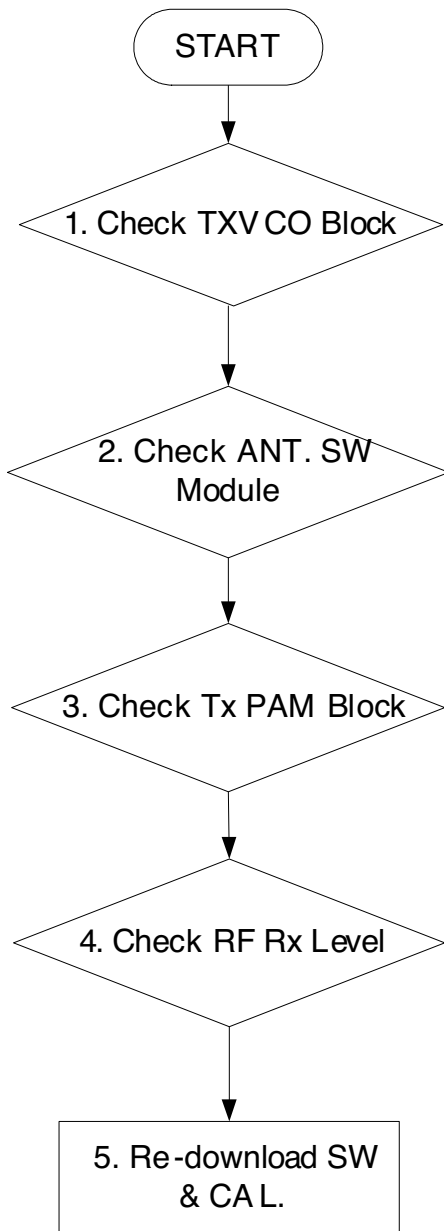 START
1. Check TXVCO Block
2. Check ANT. SW
Module
3. Check Tx PAM Block
4. Check RF Rx Level
5. Re-download SW
& CAL.